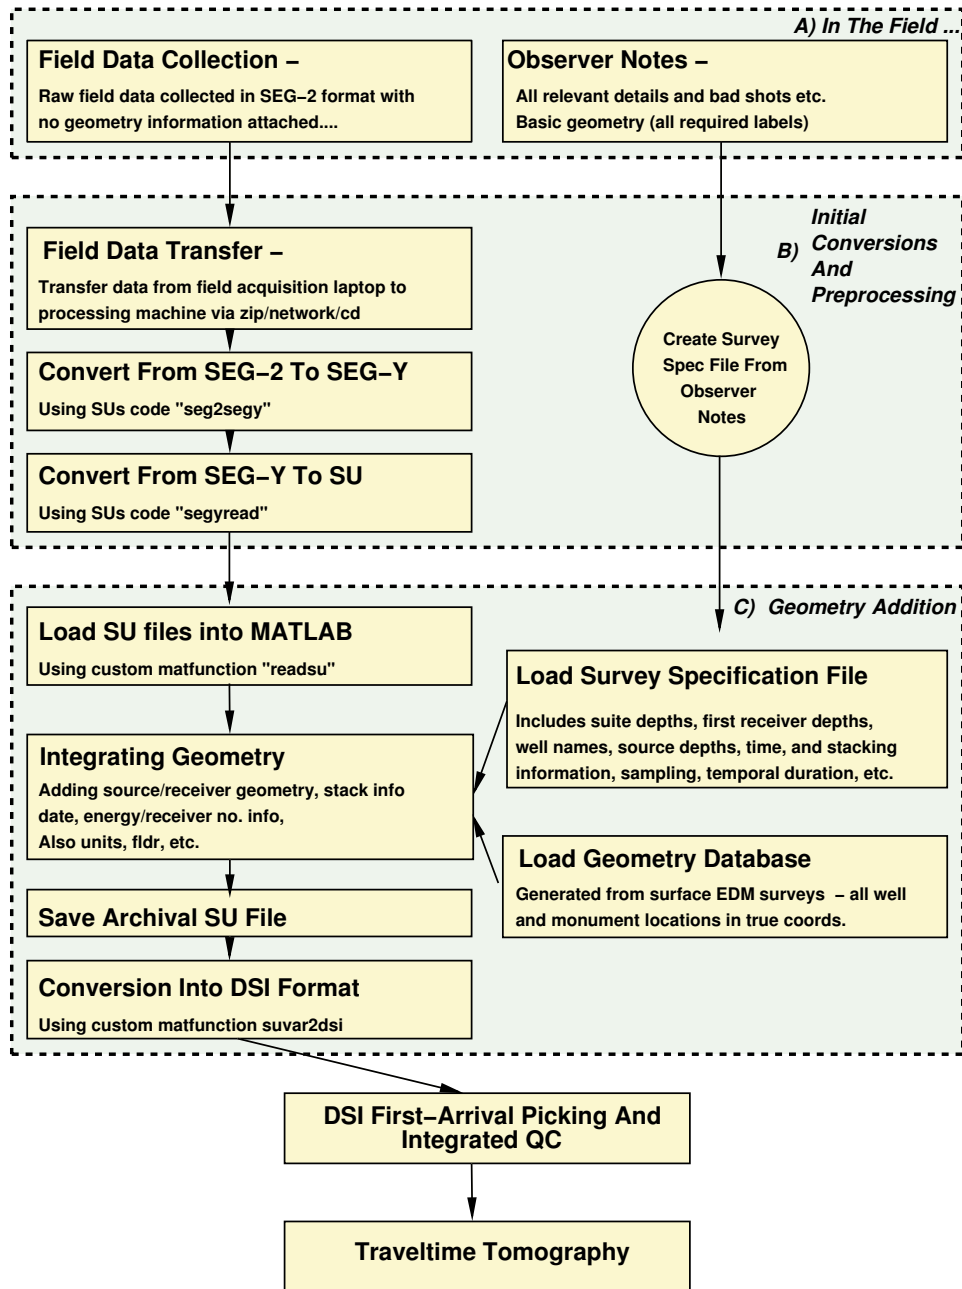 A) In The Field ...
Field Data Collection –
Raw field data collected in SEG–2 format with
no geometry information attached....
Observer Notes –
All relevant details and bad shots etc.
Basic geometry (all required labels)
B) Initial
Conversions
And
Preprocessing
Field Data Transfer –
Transfer data from field acquisition laptop to
processing machine via zip/network/cd
Convert From SEG–2 To SEG–Y
Using SUs code "seg2segy"
Convert From SEG–Y To SU
Using SUs code "segyread"
Create Survey
Spec File From
Observer
Notes
C) Geometry Addition
Load SU files into MATLAB
Using custom matfunction "readsu"
Integrating Geometry
Adding source/receiver geometry, stack info
date, energy/receiver no. info,
Also units, fldr, etc.
Save Archival SU File
Conversion Into DSI Format
Using custom matfunction suvar2dsi
Load Survey Specification File
Includes suite depths, first receiver depths,
well names, source depths, time, and stacking
information, sampling, temporal duration, etc.
Load Geometry Database
Generated from surface EDM surveys – all well
and monument locations in true coords.
DSI First–Arrival Picking And
Integrated QC
Traveltime Tomography